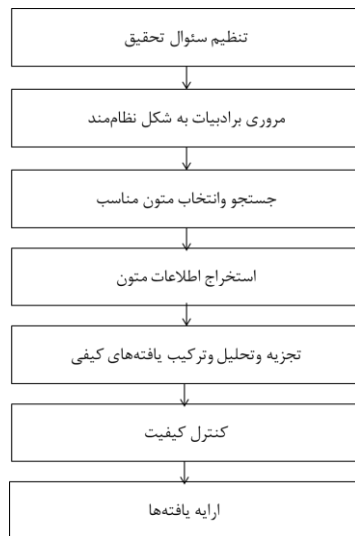 تنظیم سئوال تحقیق
مروری برادبیات به شکل نظام‌مند
جستجو وانتخاب متون مناسب
استخراج اطلاعات متون
تجزیه وتحلیل وترکیب یافته‌های کیفی
کنترل کیفیت
ارایه یافته‌ها